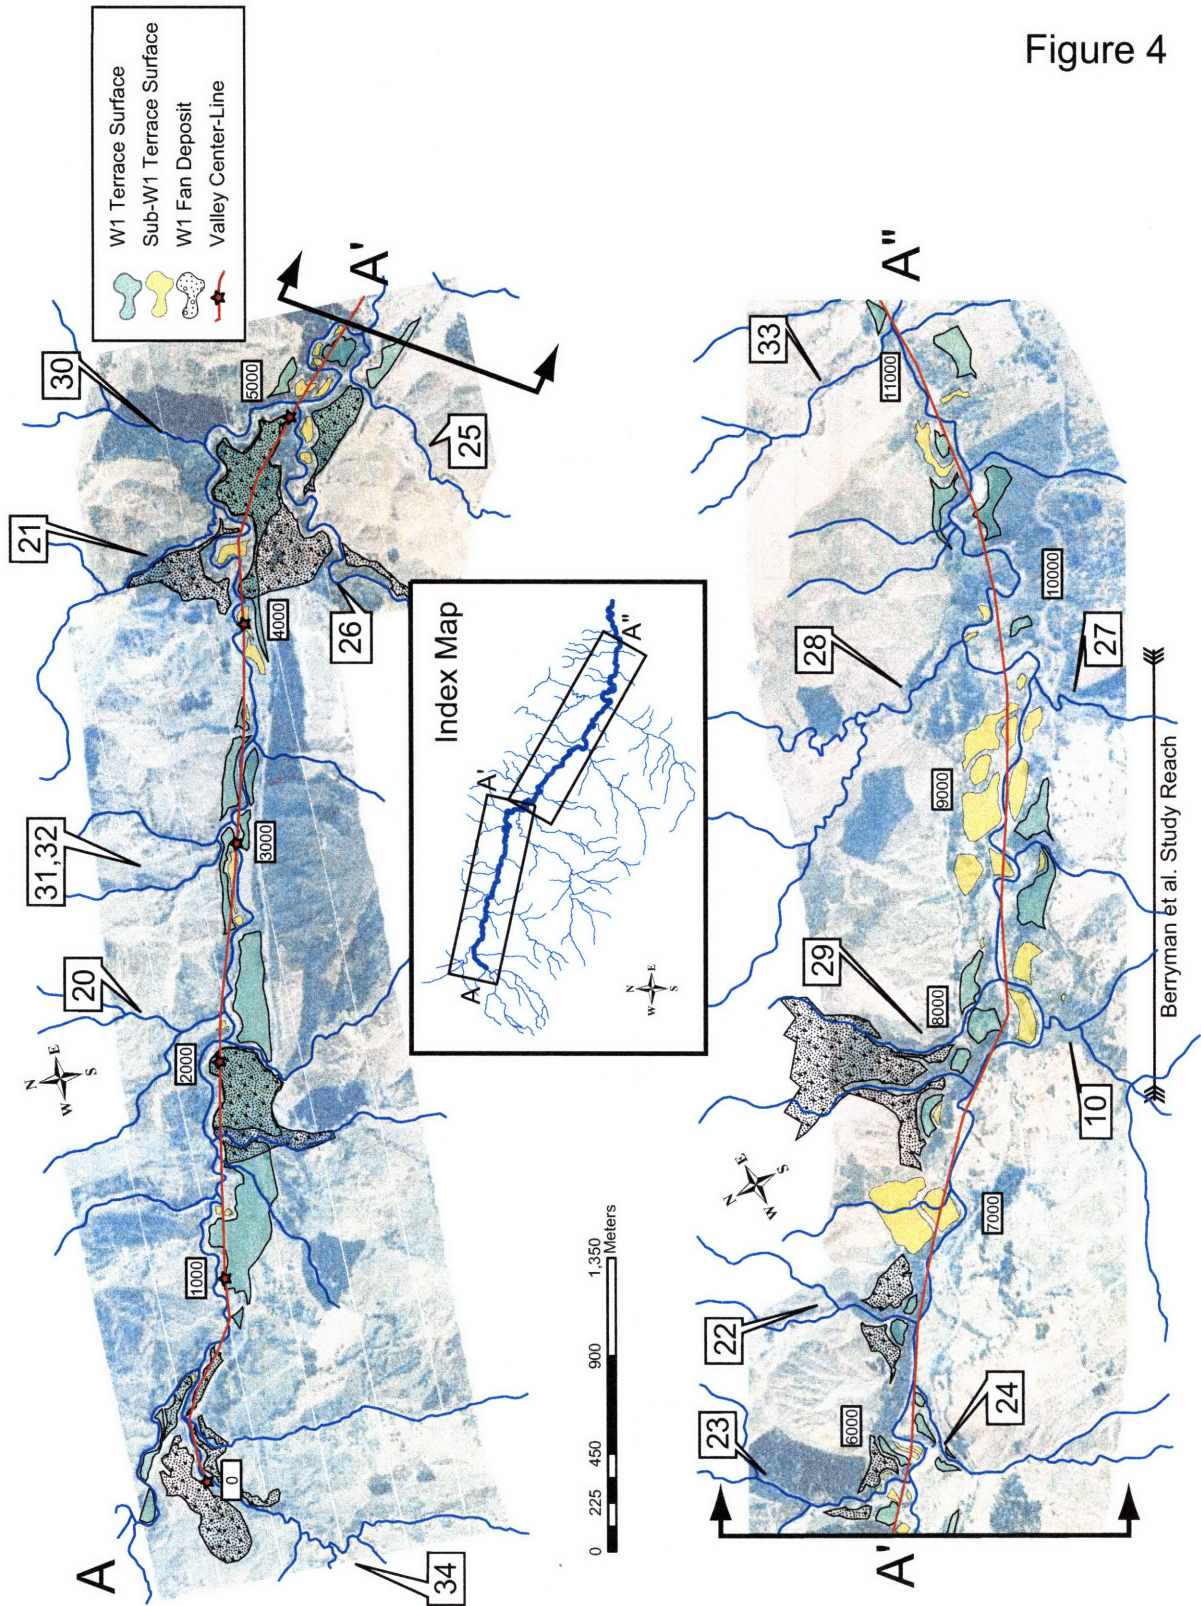 Figure 4
W1 Terrace Surface
Sub-W1 Terrace Surface
W1 Fan Deposit
Valley Center-Line
A
A'
34
20
31,32
21
30
26
25
0
1000
2000
3000
4000
5000
N
E
S
W
0
225
450
900
1,350
Meters
Index Map
A
A'
A"
N
E
S
W
A'
A"
23
22
29
28
33
24
10
27
6000
7000
8000
9000
10000
11000
N
E
S
W
Berryman et al. Study Reach